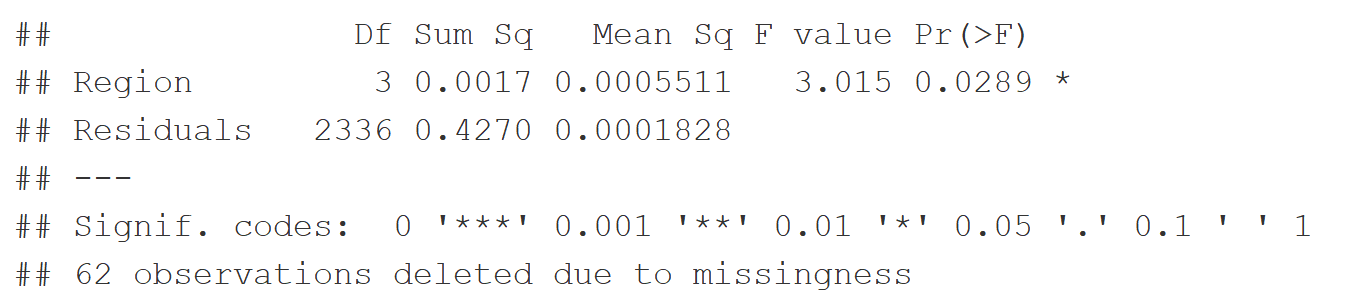 ##             Df Sum Sq   Mean Sq F value Pr(>F)
## Region         3 0.0017 0.0005511   3.015 0.0289 *
## Residuals   2336 0.4270 0.0001828
## ---
## Signif. codes:  0 '***' 0.001 '**' 0.01 '*' 0.05 '.' 0.1 ' ' 1
## 62 observations deleted due to missingness